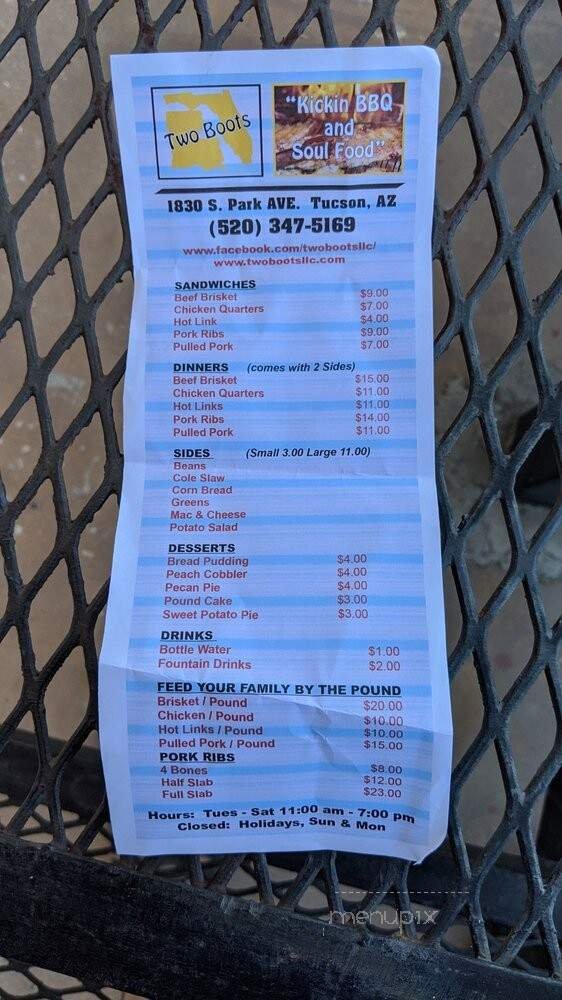 Two Boots
"Kickin BBQ
and
Soul Food"
1830 S. Park AVE. Tucson, AZ
(520) 347-5169
www.facebook.com/twobootsllc/
www.twobootsllc.com
SANDWICHES
Beef Brisket $9.00
Chicken Quarters $7.00
Hot Link $4.00
Pork Ribs $9.00
Pulled Pork $7.00
DINNERS (comes with 2 Sides)
Beef Brisket $15.00
Chicken Quarters $11.00
Hot Links $11.00
Pork Ribs $14.00
Pulled Pork $11.00
SIDES (Small 3.00 Large 11.00)
Beans
Cole Slaw
Corn Bread
Greens
Mac & Cheese
Potato Salad
DESSERTS
Bread Pudding $4.00
Peach Cobbler $4.00
Pecan Pie $4.00
Pound Cake $3.00
Sweet Potato Pie $3.00
DRINKS
Bottle Water $1.00
Fountain Drinks $2.00
FEED YOUR FAMILY BY THE POUND
Brisket / Pound $20.00
Chicken / Pound $10.00
Hot Links / Pound $10.00
Pulled Pork / Pound $15.00
PORK RIBS
4 Bones $8.00
Half Slab $12.00
Full Slab $23.00
Hours: Tues - Sat 11:00 am - 7:00 pm
Closed: Holidays, Sun & Mon
menupix